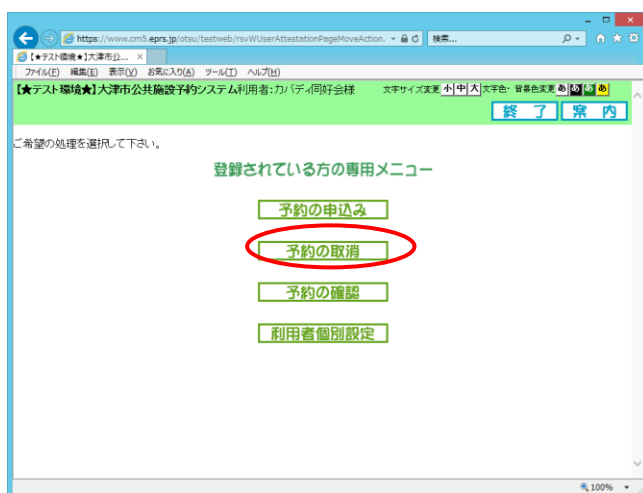 https://www.cm5.eprs.jp/otsu/testweb/rsvWUserAttestationPageMoveAction.
検索...
【★テスト環境★】大津市公...
ファイル(F) 編集(E) 表示(V) お気に入り(A) ツール(T) ヘルプ(H)
【★テスト環境★】大津市公共施設予約システム利用者:カバディ同好会様 文字サイズ変更 小 中 大 文字色・背景色変更 あ あ あ あ
終 了 案 内
ご希望の処理を選択して下さい。
登録されている方の専用メニュー
予約の申込み
予約の取消
予約の確認
利用者個別設定
100%